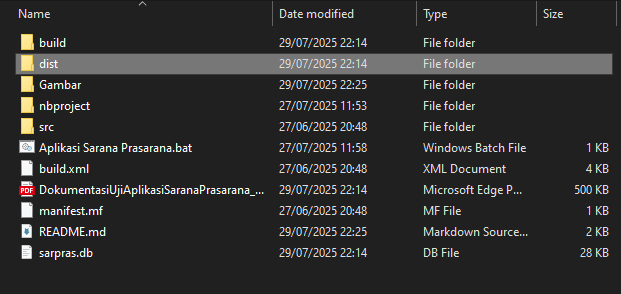 Name Date modified Type Size
build 29/07/2025 22:14 File folder
dist 29/07/2025 22:14 File folder
Gambar 29/07/2025 22:25 File folder
nbproject 27/07/2025 11:53 File folder
src 27/06/2025 20:48 File folder
Aplikasi Sarana Prasarana.bat 27/07/2025 11:58 Windows Batch File 1 KB
build.xml 27/06/2025 20:48 XML Document 4 KB
PDF DokumentasiUjiAplikasiSaranaPrasarana_... 29/07/2025 22:14 Microsoft Edge P... 500 KB
manifest.mf 27/06/2025 20:48 MF File 1 KB
README.md 29/07/2025 22:25 Markdown Source... 2 KB
sarpras.db 29/07/2025 22:14 DB File 28 KB